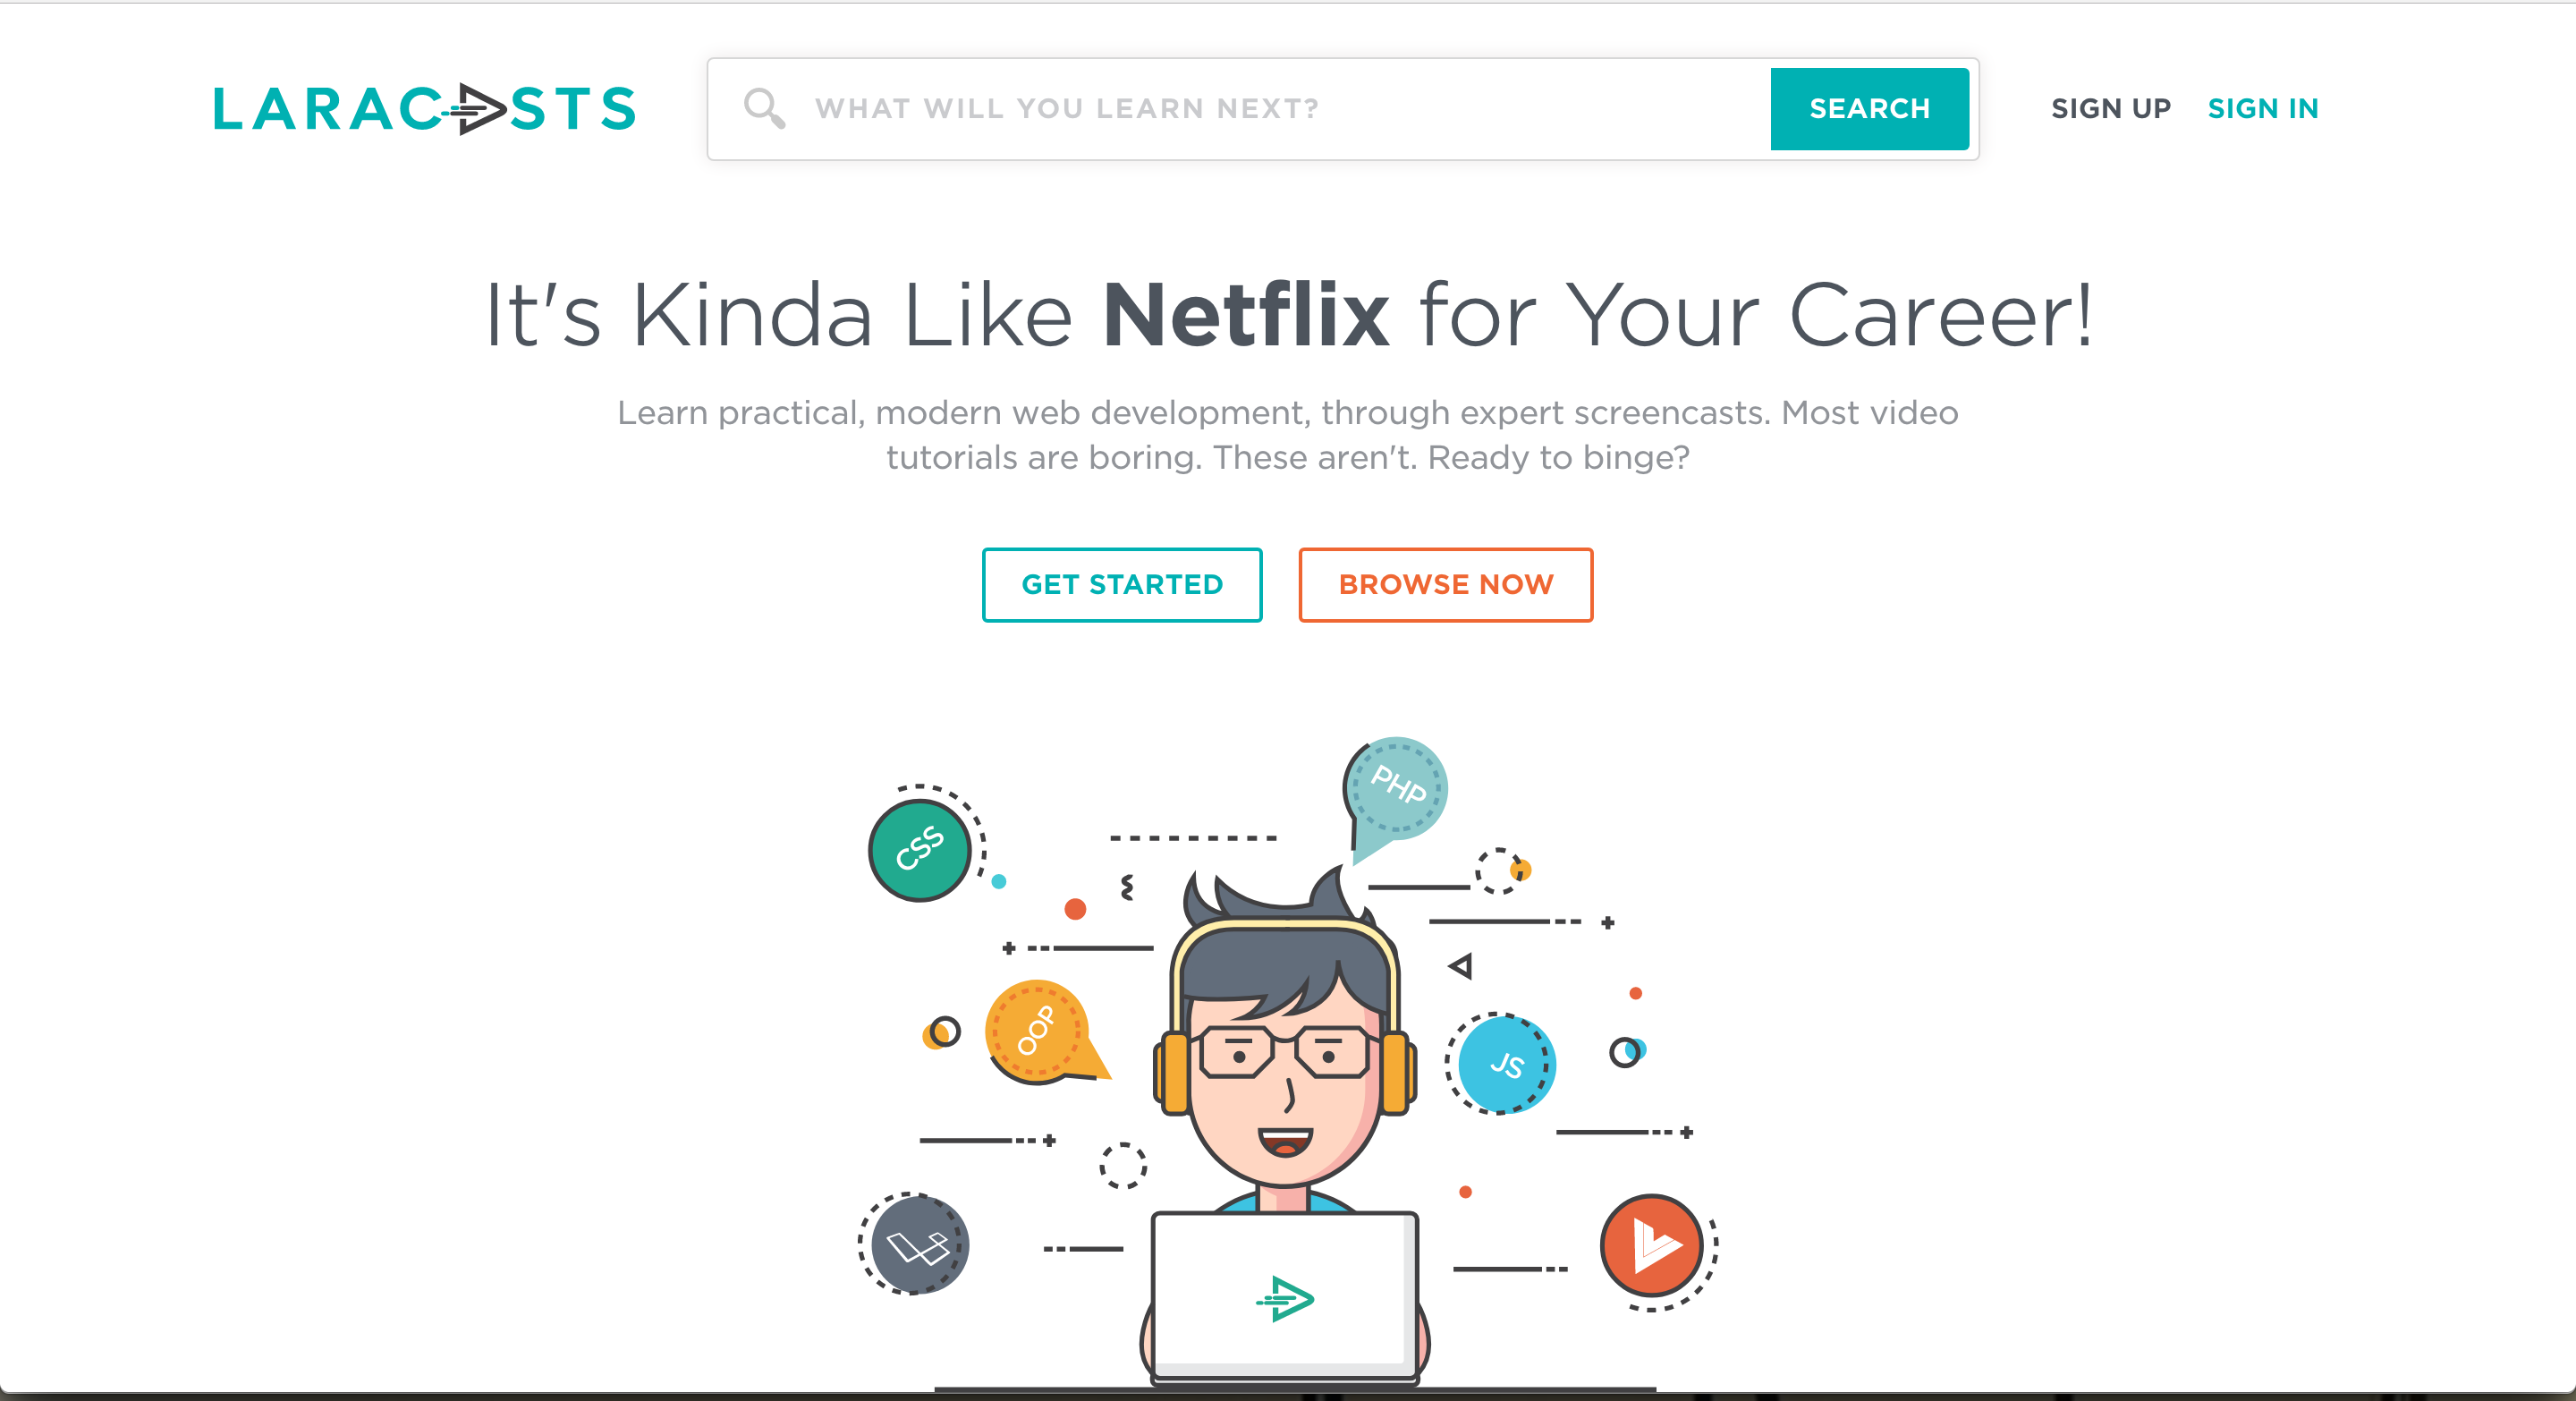 LARACASTS
WHAT WILL YOU LEARN NEXT?
SEARCH
SIGN UP
SIGN IN
It's Kinda Like Netflix for Your Career!
Learn practical, modern web development, through expert screencasts. Most video
tutorials are boring. These aren't. Ready to binge?
GET STARTED
BROWSE NOW
PHP
CSS
OOP
JS